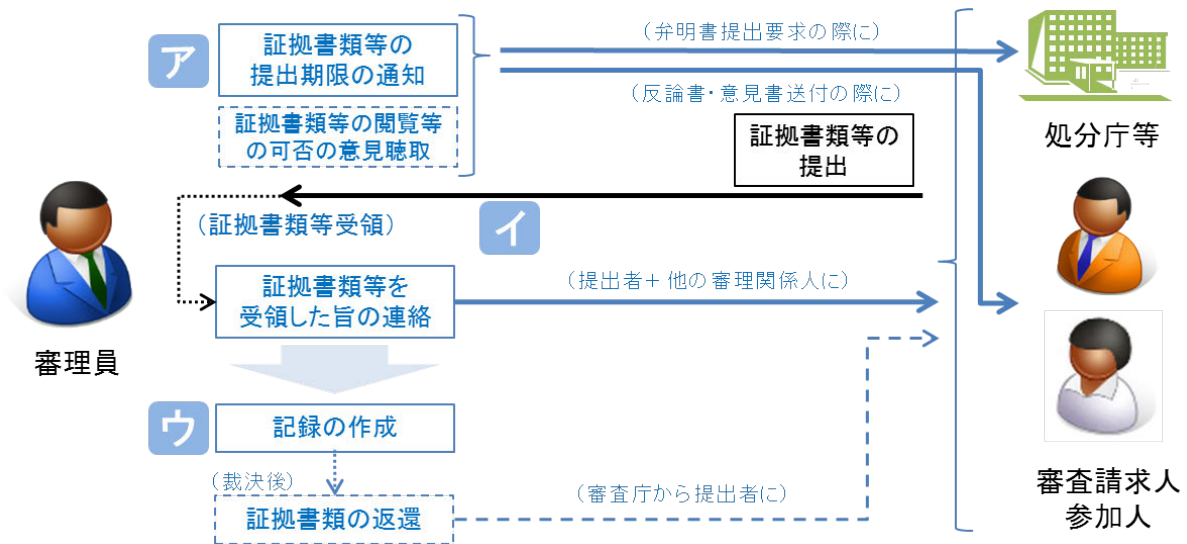 ア
証拠書類等の
提出期限の通知
(弁明書提出要求の際に)
(反論書・意見書送付の際に)
処分庁等
証拠書類等の閲覧等
の可否の意見聴取
証拠書類等の
提出
イ
(証拠書類等受領)
審理員
証拠書類等を
受領した旨の連絡
(提出者+他の審理関係人に)
ウ
記録の作成
(裁決後)
証拠書類の返還
(審査庁から提出者に)
審査請求人
参加人